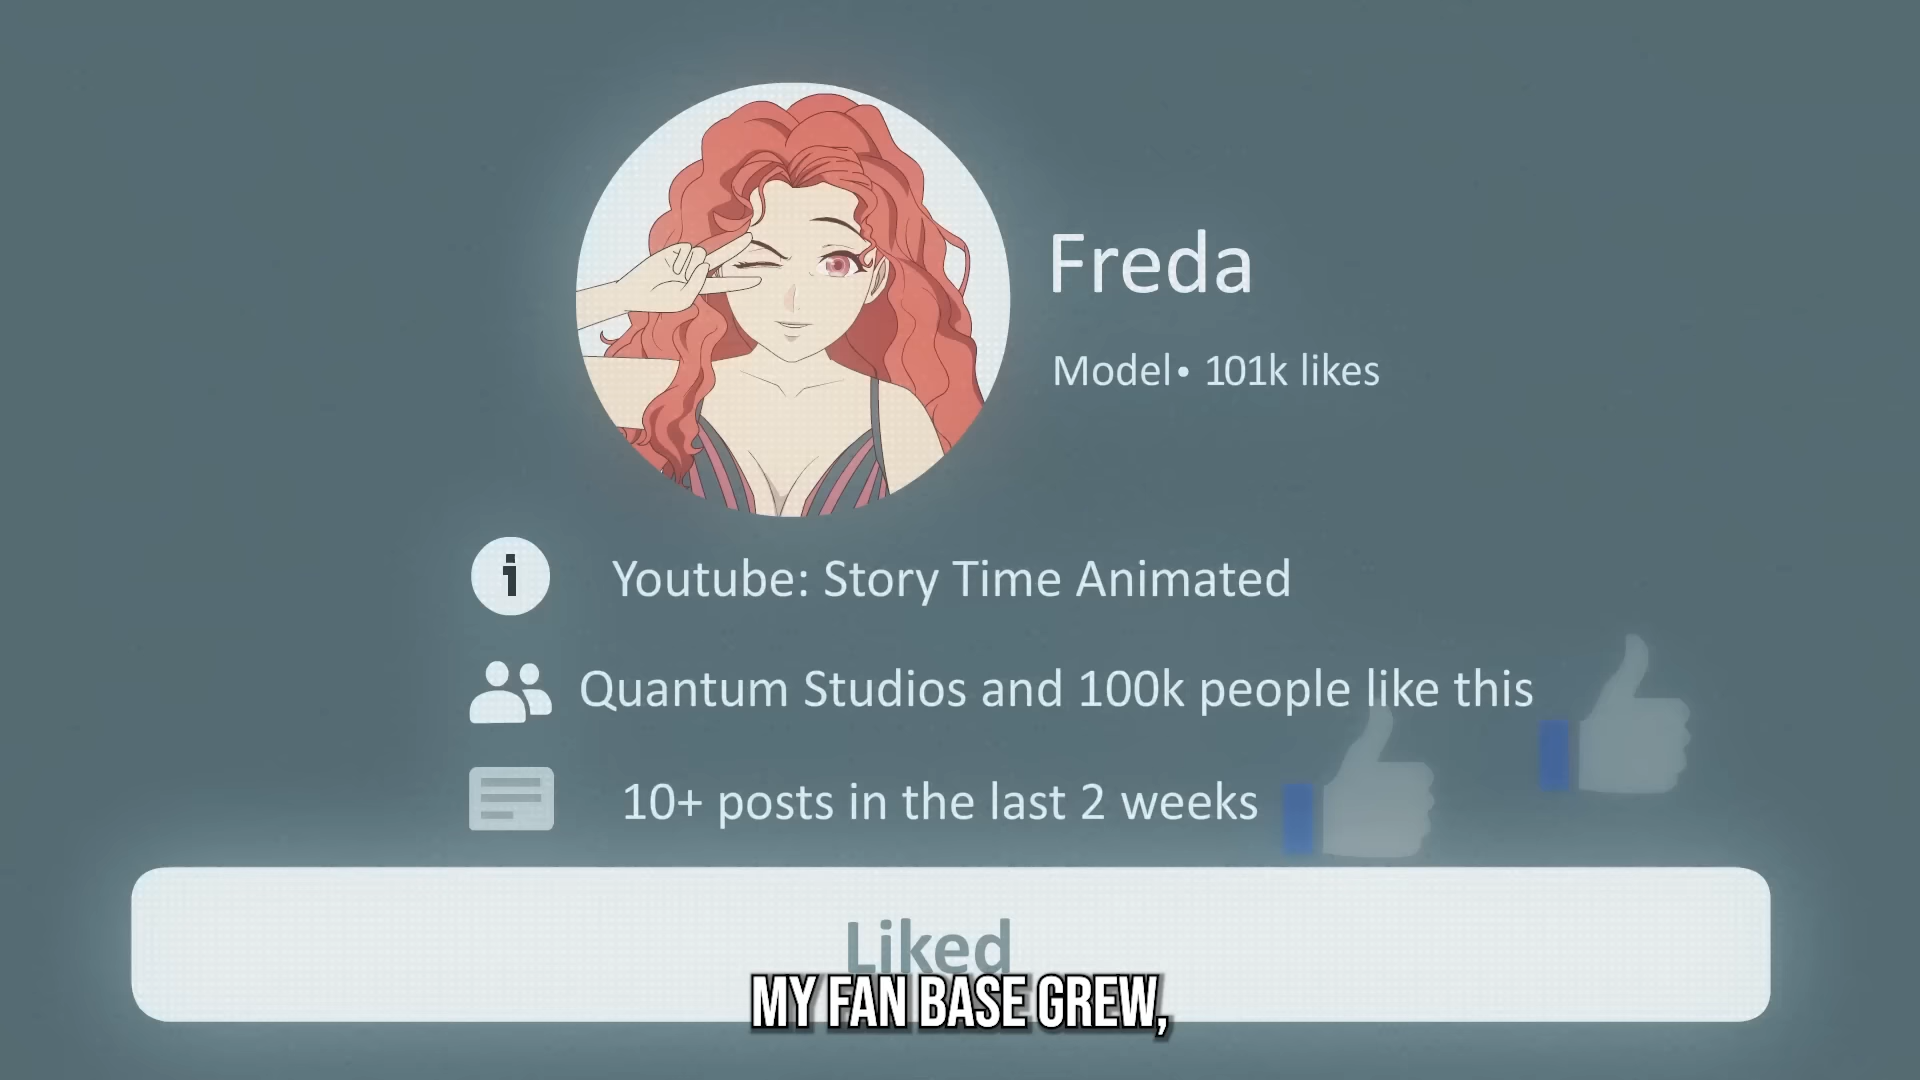 Freda
Model• 101k likes
Youtube: Story Time Animated
Quantum Studios and 100k people like this
10+ posts in the last 2 weeks
Liked
MY FAN BASE GREW,